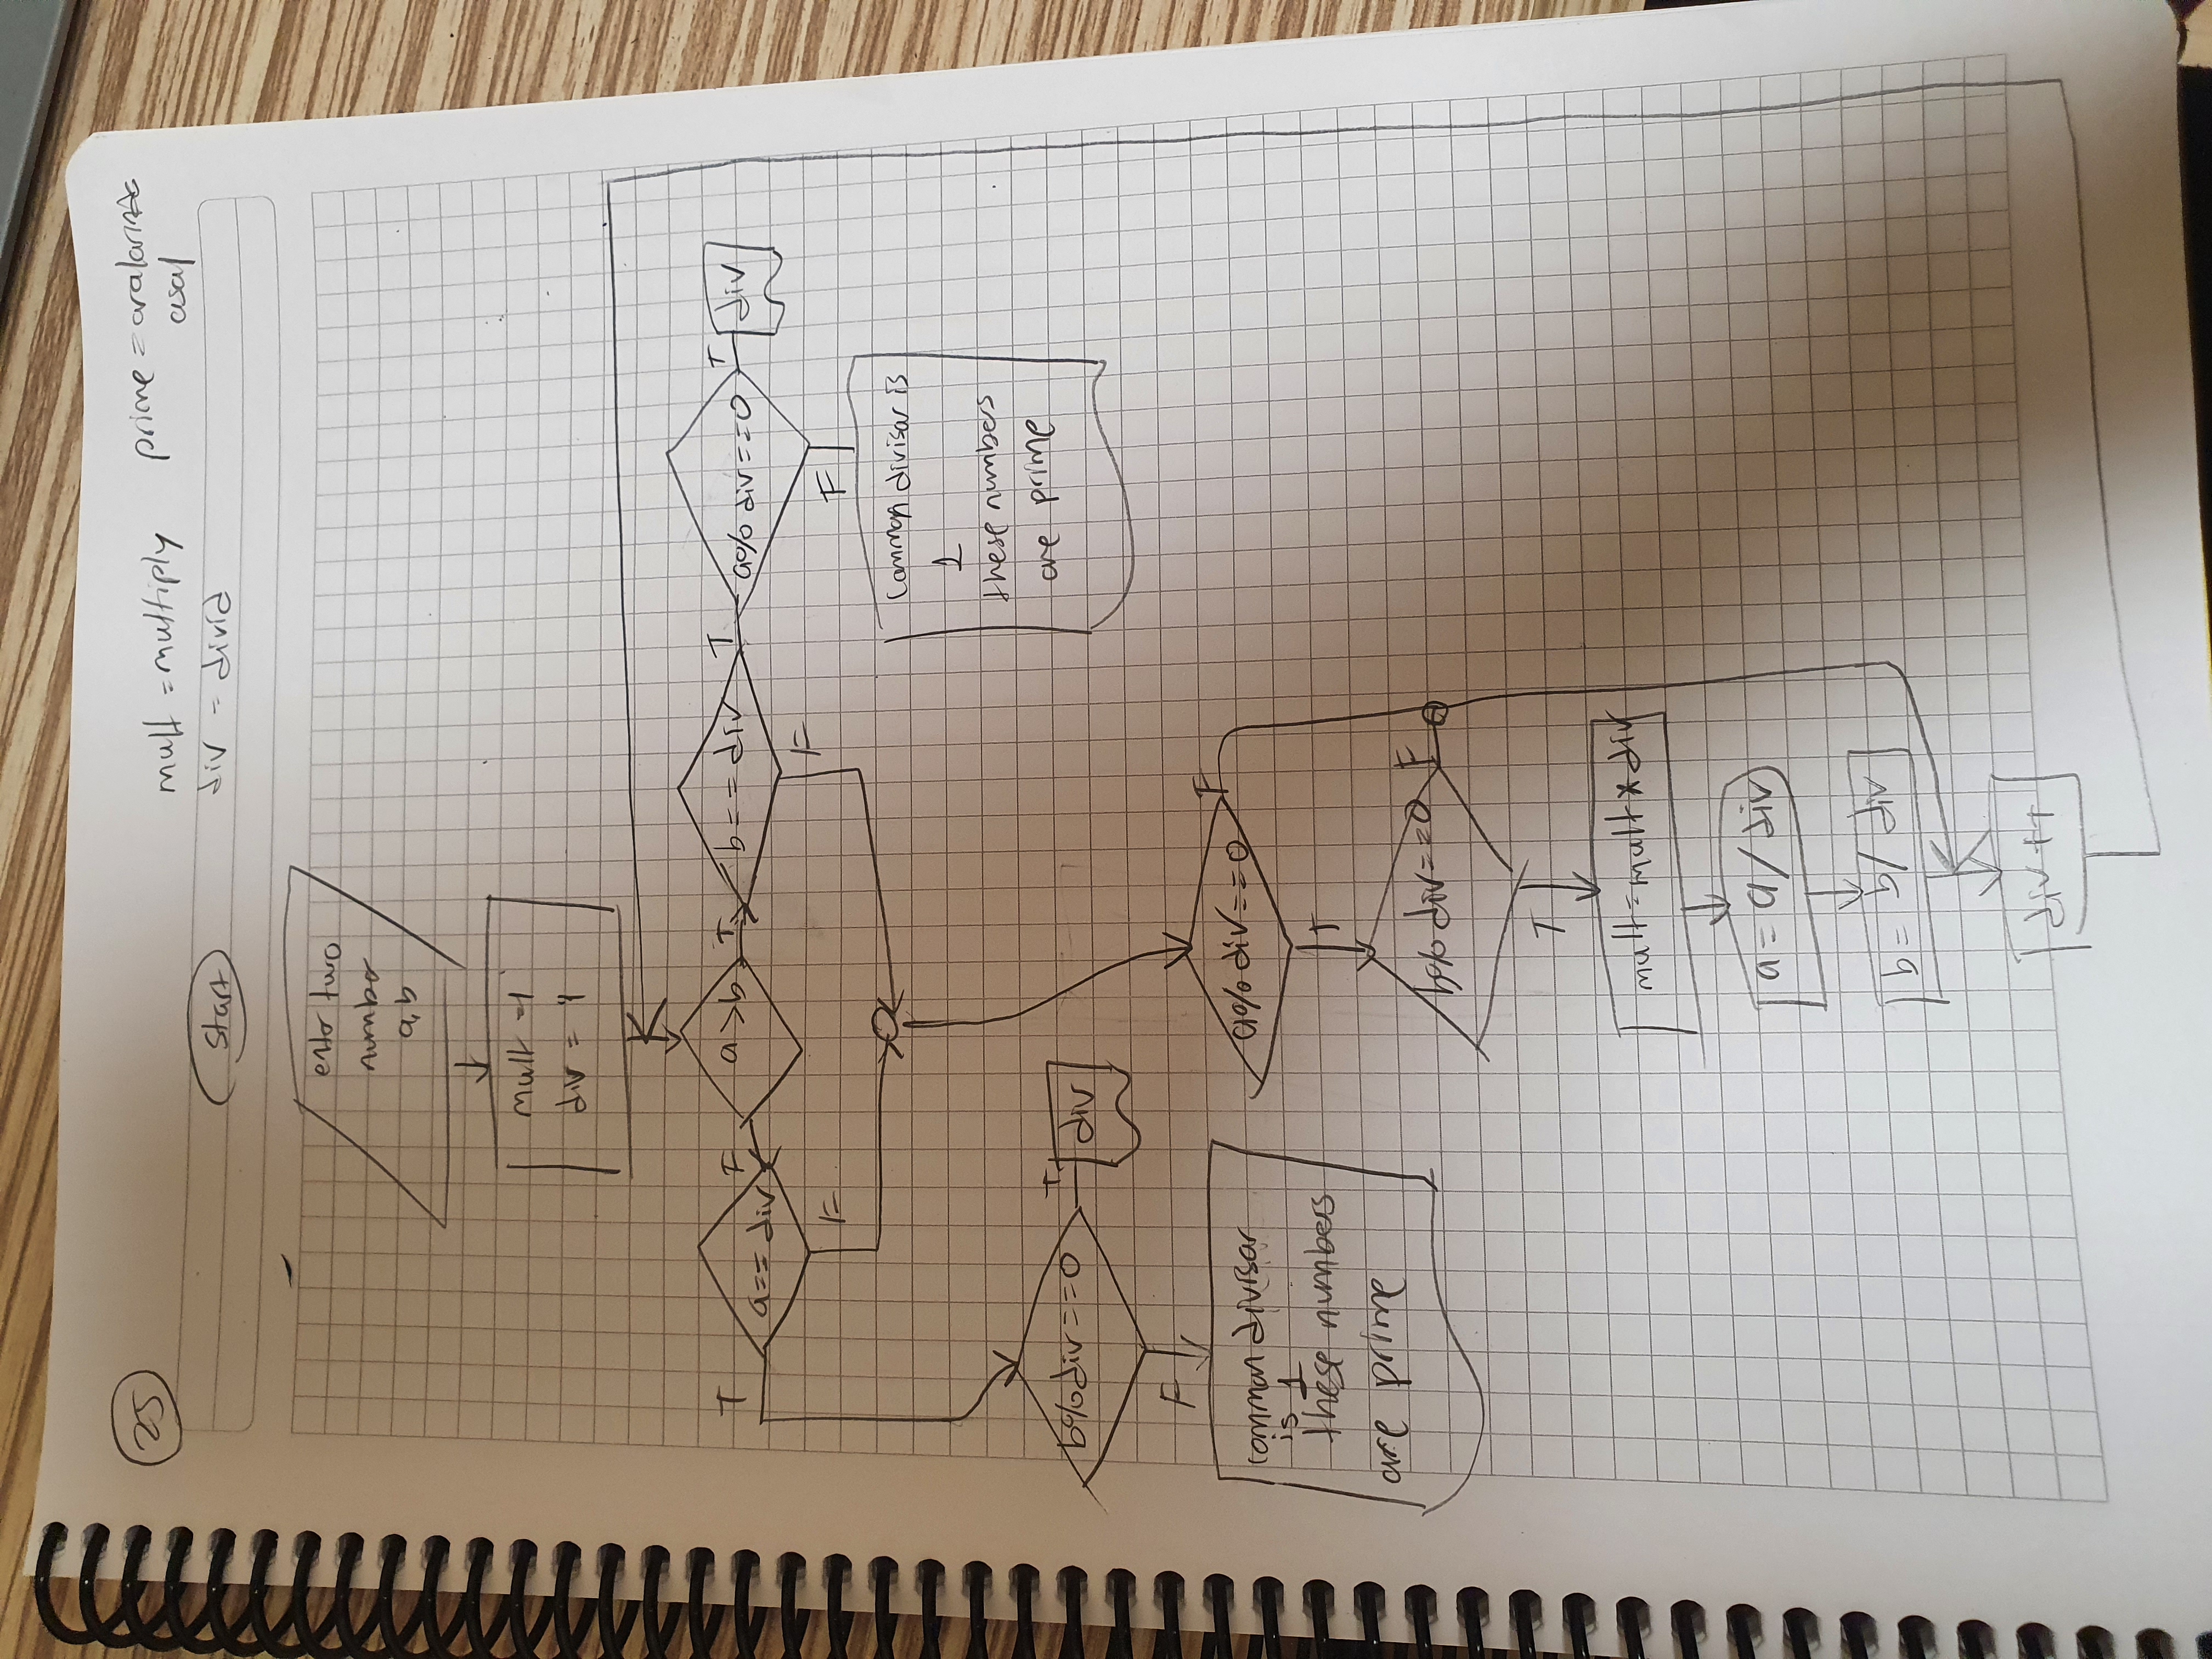 25
mult = multiply
div = divid
prime = aralarında
asal
Start
enter two
number
a, b
mult = 1
div = 1
T
a == div
F
a > b
T
b == div
T
a % div == 0
T
div
F
F
F
common divisar is
1
these numbers
are prime
b % div == 0
T
div
F
common divisar
is 1
these numbers
are prime
a % div == 0
F
T
b % div == 0
F
T
mult = mult * div
a = a / div
b = b / div
div ++